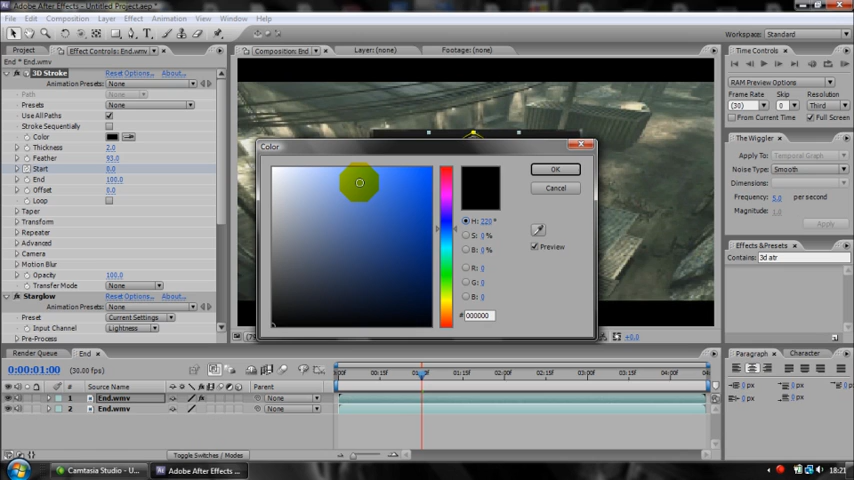 Adobe After Effects - [Untitled Project.aep *
File Edit Composition Layer Effect Animation View Window Help
Workspace: Standard
Project Effect Controls: End.wmv Composition: End Layer: (none) Footage: (none) Time Controls
End * End.wmv
3D Stroke Reset Options... About...
Animation Presets: None
Path None
Presets None
Use All Paths
Stroke Sequentially
Color
Thickness 2.0
Feather 93.0
Start 0.0
End 100.0
Offset 0.0
Loop
Taper
Transform
Repeater
Advanced
Camera
Motion Blur
Opacity 100.0
Transfer Mode None
Starglow Reset Options... About...
Preset Current Settings
Input Channel Lightness
Pre-Process
Color
OK
Cancel
Preview
H: 220 °
S: 0 %
B: 0 %
R: 0
G: 0
B: 0
# 000000
+0.0
RAM Preview Options
Frame Rate Skip Resolution
(30) 0 Third
From Current Time Full Screen
The Wiggler
Apply To: Temporal Graph
Noise Type: Smooth
Dimensions:
Frequency: 5.0 per second
Magnitude: 1.0
Apply
Effects & Presets
Contains: 3d atr
Render Queue End
0:00:01:00 (30.00 fps)
# Source Name Parent
1 End.wmv None
2 End.wmv None
Toggle Switches / Modes
00f 00:15f 01:00f 01:15f 02:00f 02:15f 03:00f 03:15f 04
Paragraph Character
0 px 0 px
0 px 0 px
Camtasia Studio - U... Adobe After Effects - ... 18:21